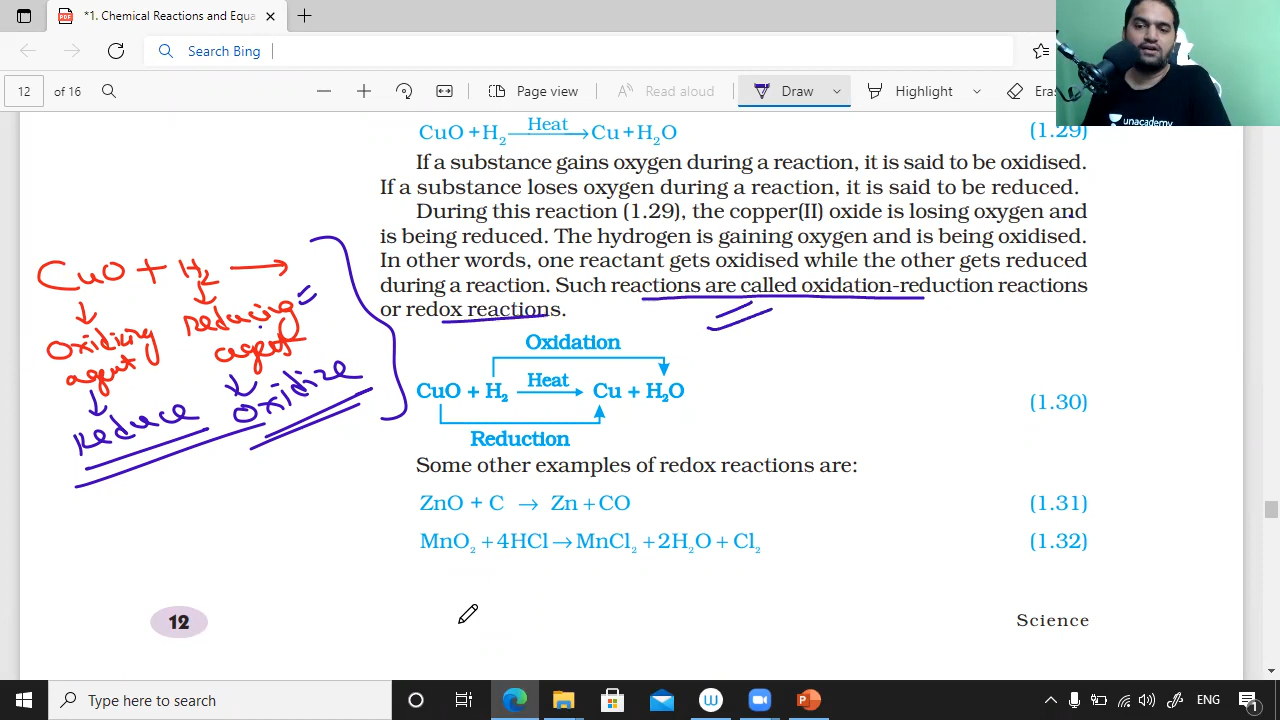 *1. Chemical Reactions and Equa
Search Bing
12 of 16
Page view
Read aloud
Draw
Highlight
Eras
unacademy
CuO + H₂ Heat→ Cu + H₂O (1.29)
If a substance gains oxygen during a reaction, it is said to be oxidised.
If a substance loses oxygen during a reaction, it is said to be reduced.
During this reaction (1.29), the copper(II) oxide is losing oxygen and
is being reduced. The hydrogen is gaining oxygen and is being oxidised.
In other words, one reactant gets oxidised while the other gets reduced
during a reaction. Such reactions are called oxidation-reduction reactions
or redox reactions.
CuO + H₂ →
Oxidizing agent
reducing agent
Reduce
Oxidize
Oxidation
CuO + H₂ Heat→ Cu + H₂O (1.30)
Reduction
Some other examples of redox reactions are:
ZnO + C → Zn + CO (1.31)
MnO₂ + 4HCl → MnCl₂ + 2H₂O + Cl₂ (1.32)
12
Science
Type here to search
ENG
1